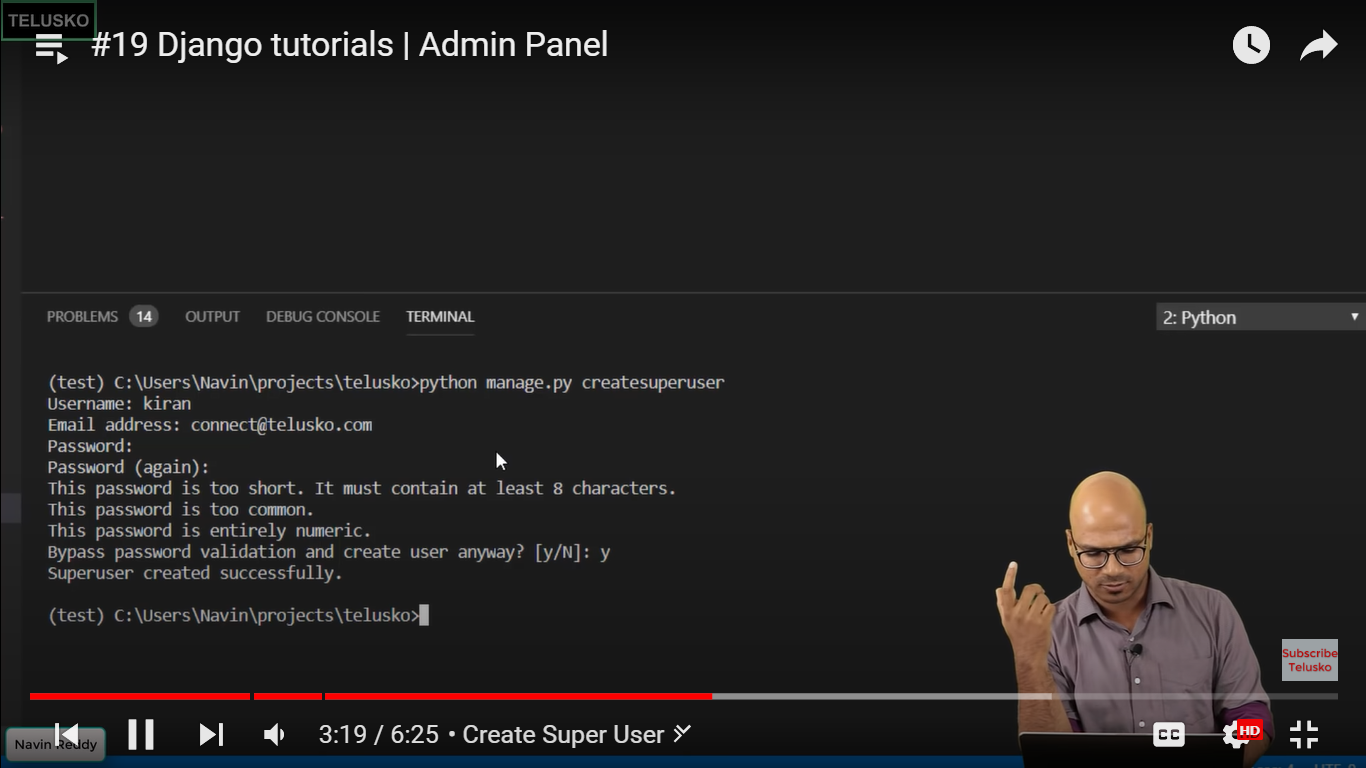 TELUSKO
#19 Django tutorials | Admin Panel
PROBLEMS 14 OUTPUT DEBUG CONSOLE TERMINAL 2: Python
(test) C:\Users\Navin\projects\telusko>python manage.py createsuperuser
Username: kiran
Email address: connect@telusko.com
Password:
Password (again):
This password is too short. It must contain at least 8 characters.
This password is too common.
This password is entirely numeric.
Bypass password validation and create user anyway? [y/N]: y
Superuser created successfully.
(test) C:\Users\Navin\projects\telusko>
Subscribe
Telusko
Navin Reddy
3:19 / 6:25 • Create Super User
CC
HD